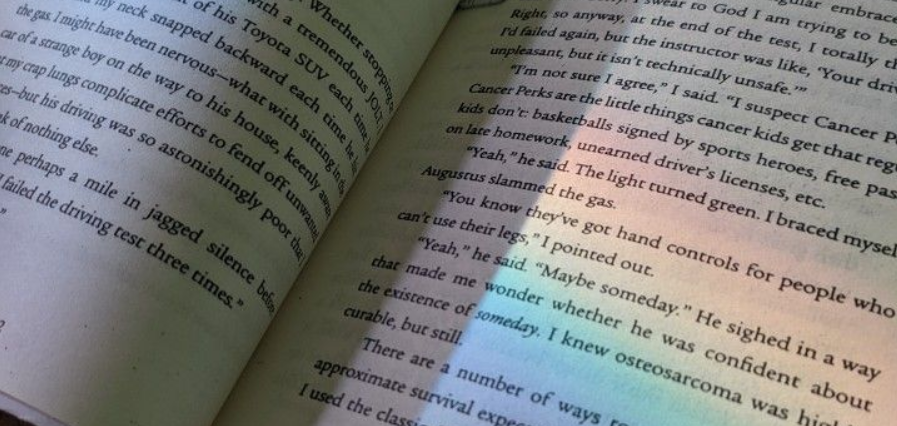 Whether stopping
with a tremendous JOLT.
of his Toyota SUV each time,
my neck snapped backward each time he
the gas. I might have been nervous—what with sitting in the
car of a strange boy on the way to his house, keenly aware
my crap lungs complicate efforts to fend off unwanted
—but his driving was so astonishingly poor that
of nothing else.
perhaps a mile in jagged silence before
failed the driving test three times.”
swear to God I am trying to be
Right, so anyway, at the end of the test, I totally
I’d failed again, but the instructor was like, ‘Your
unpleasant, but it isn’t technically unsafe.’”
“I’m not sure I agree,” I said. “I suspect Cancer
Cancer Perks are the little things cancer kids get that
kids don’t: basketballs signed by sports heroes, free
on late homework, unearned driver’s licenses, etc.
“Yeah,” he said. The light turned green. I braced
Augustus slammed the gas.
“You know they’ve got hand controls for people who
can’t use their legs,” I pointed out.
“Yeah,” he said. “Maybe someday.” He sighed in a way
that made me wonder whether he was confident about
the existence of someday. I knew osteosarcoma was
curable, but still.
There are a number of ways
approximate survival
I used the